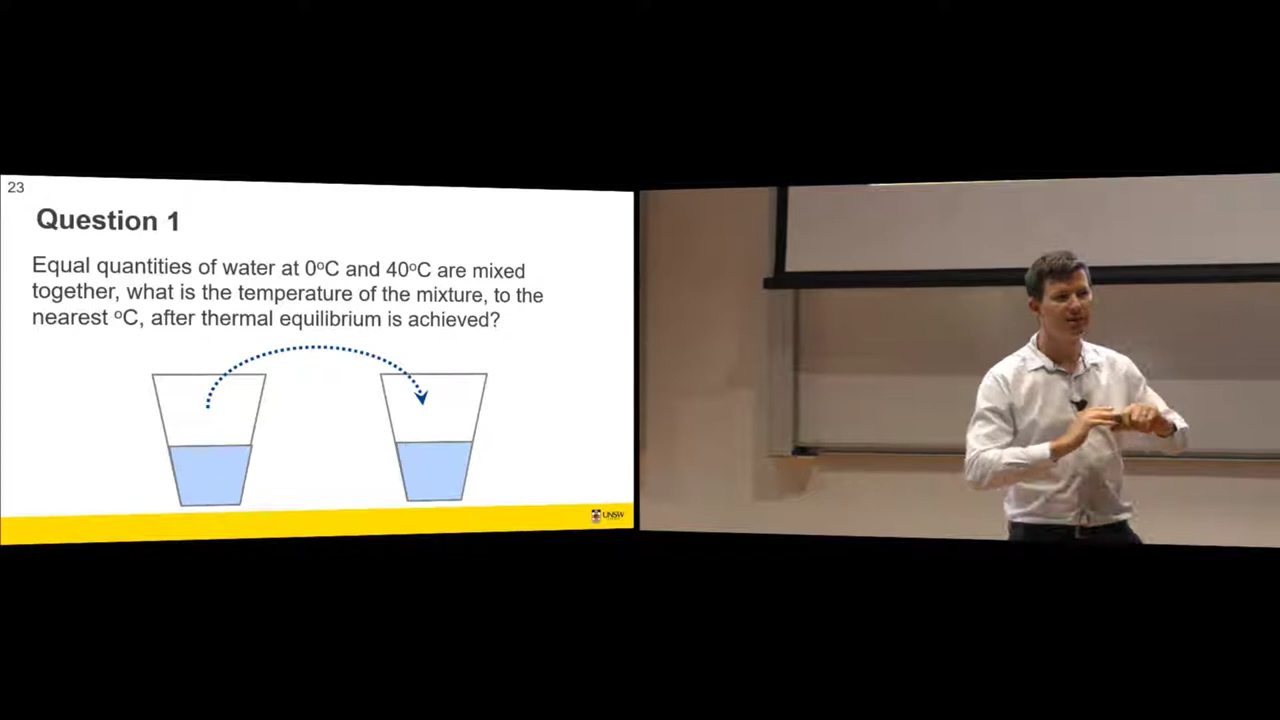 23
Question 1
Equal quantities of water at 0ºC and 40ºC are mixed
together, what is the temperature of the mixture, to the
nearest ºC, after thermal equilibrium is achieved?
UNSW